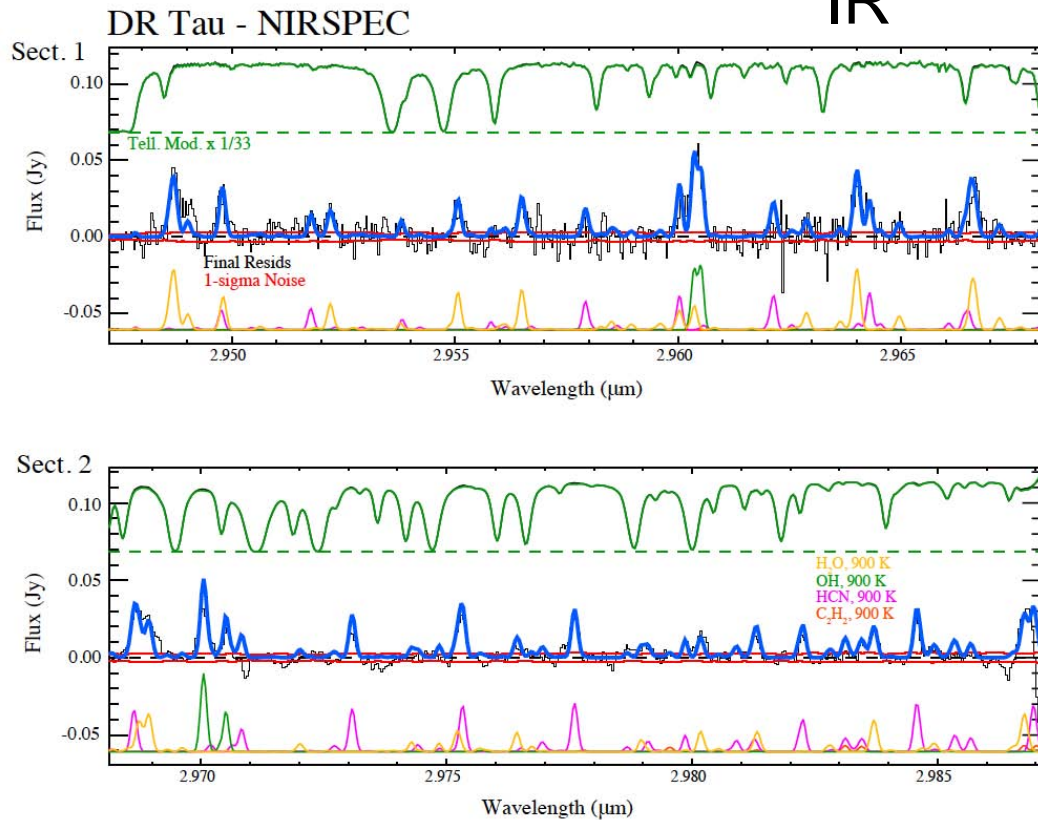 IR
DR Tau - NIRSPEC
Sect. 1
0.10
Tell. Mod. x 1/33
0.05
Flux (Jy)
0.00
Final Resids
1-sigma Noise
-0.05
2.950 2.955 2.960 2.965
Wavelength (μm)
Sect. 2
0.10
H₂O, 900 K
OH, 900 K
HCN, 900 K
C₂H₂, 900 K
0.05
Flux (Jy)
0.00
-0.05
2.970 2.975 2.980 2.985
Wavelength (μm)